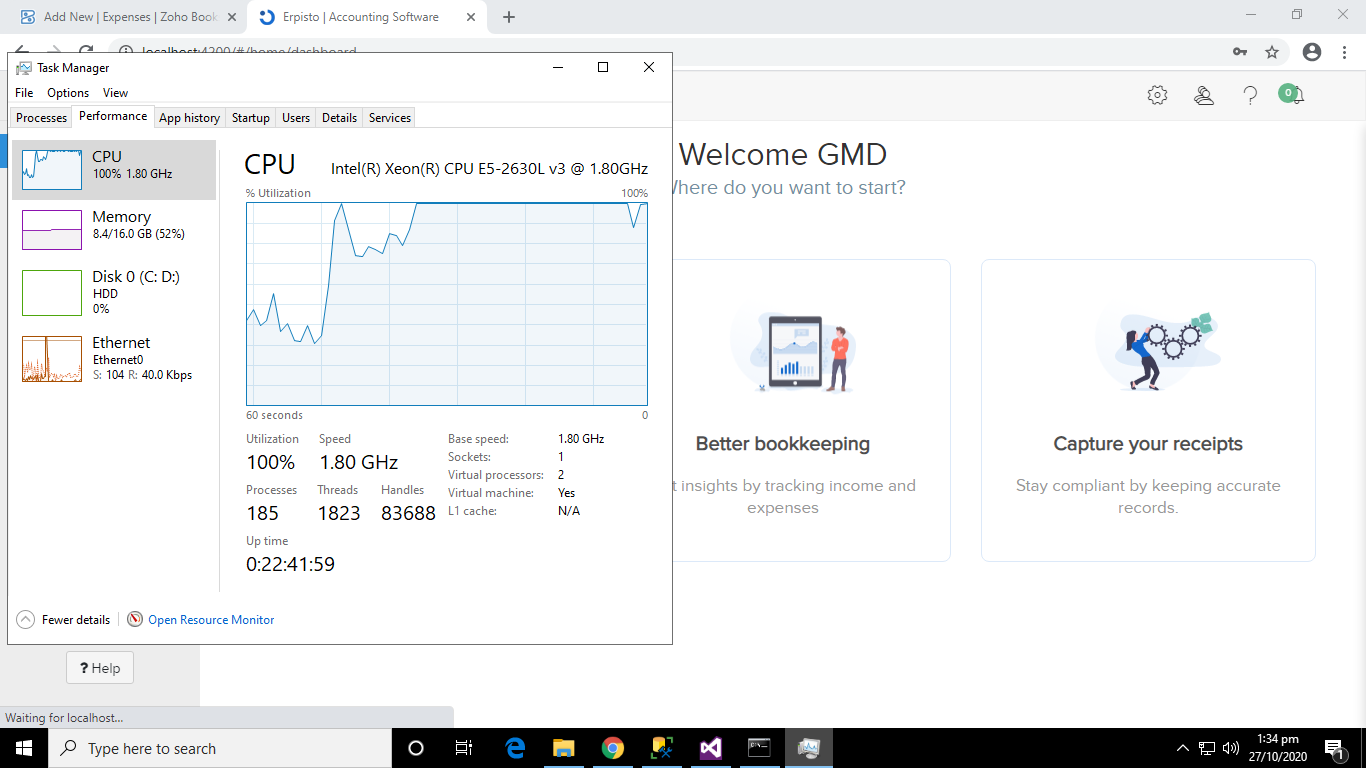 Add New | Expenses | Zoho Book
Erpisto | Accounting Software
localhost:4200/#/home/dashboard
Task Manager
File Options View
Processes Performance App history Startup Users Details Services
CPU
100% 1.80 GHz
Memory
8.4/16.0 GB (52%)
Disk 0 (C: D:)
HDD
0%
Ethernet
Ethernet0
S: 104 R: 40.0 Kbps
CPU Intel(R) Xeon(R) CPU E5-2630L v3 @ 1.80GHz
% Utilization 100%
60 seconds 0
Utilization Speed
100% 1.80 GHz
Processes Threads Handles
185 1823 83688
Up time
0:22:41:59
Base speed: 1.80 GHz
Sockets: 1
Virtual processors: 2
Virtual machine: Yes
L1 cache: N/A
Fewer details Open Resource Monitor
0
Welcome GMD
Where do you want to start?
Better bookkeeping
insights by tracking income and
expenses
Capture your receipts
Stay compliant by keeping accurate
records.
? Help
Waiting for localhost...
Type here to search
1:34 pm
27/10/2020
1